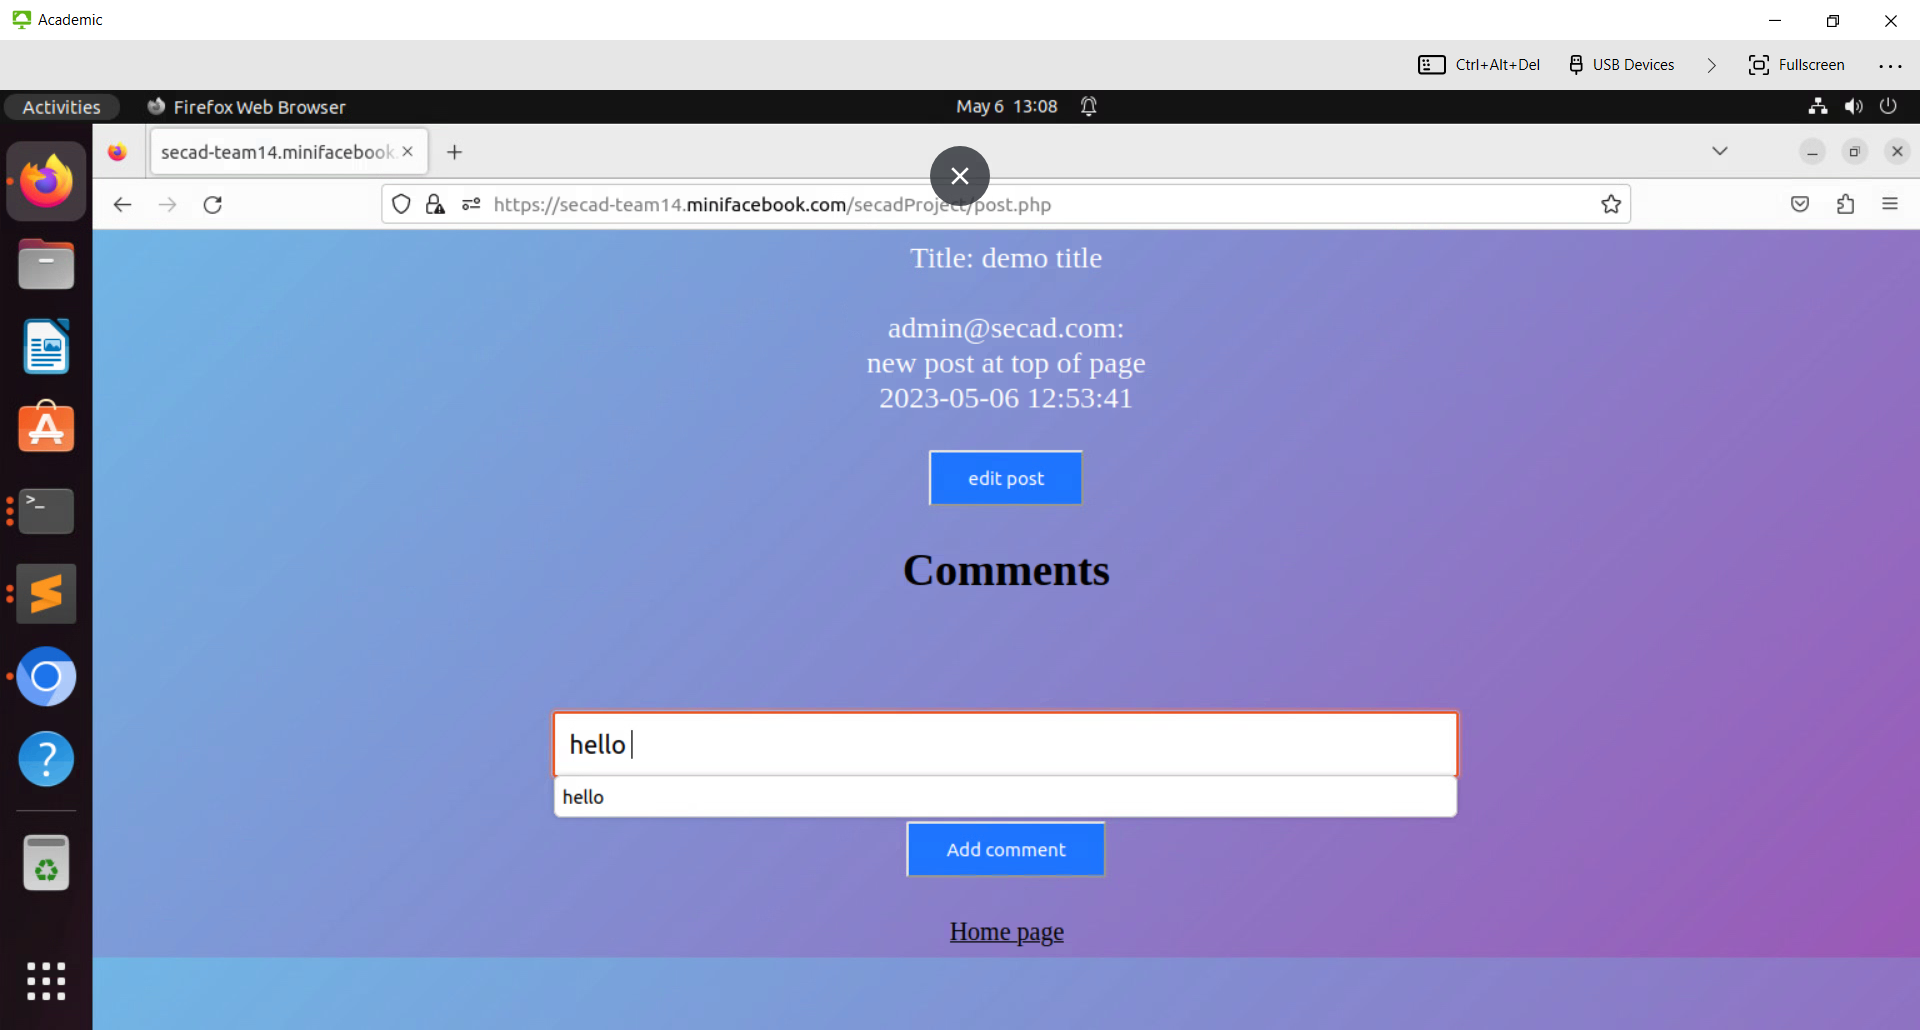 Academic
Ctrl+Alt+Del USB Devices Fullscreen
Activities Firefox Web Browser May 6 13:08
secad-team14.minifacebook
https://secad-team14.minifacebook.com/secadProject/post.php
Title: demo title
admin@secad.com:
new post at top of page
2023-05-06 12:53:41
edit post
Comments
hello
hello
Add comment
Home page